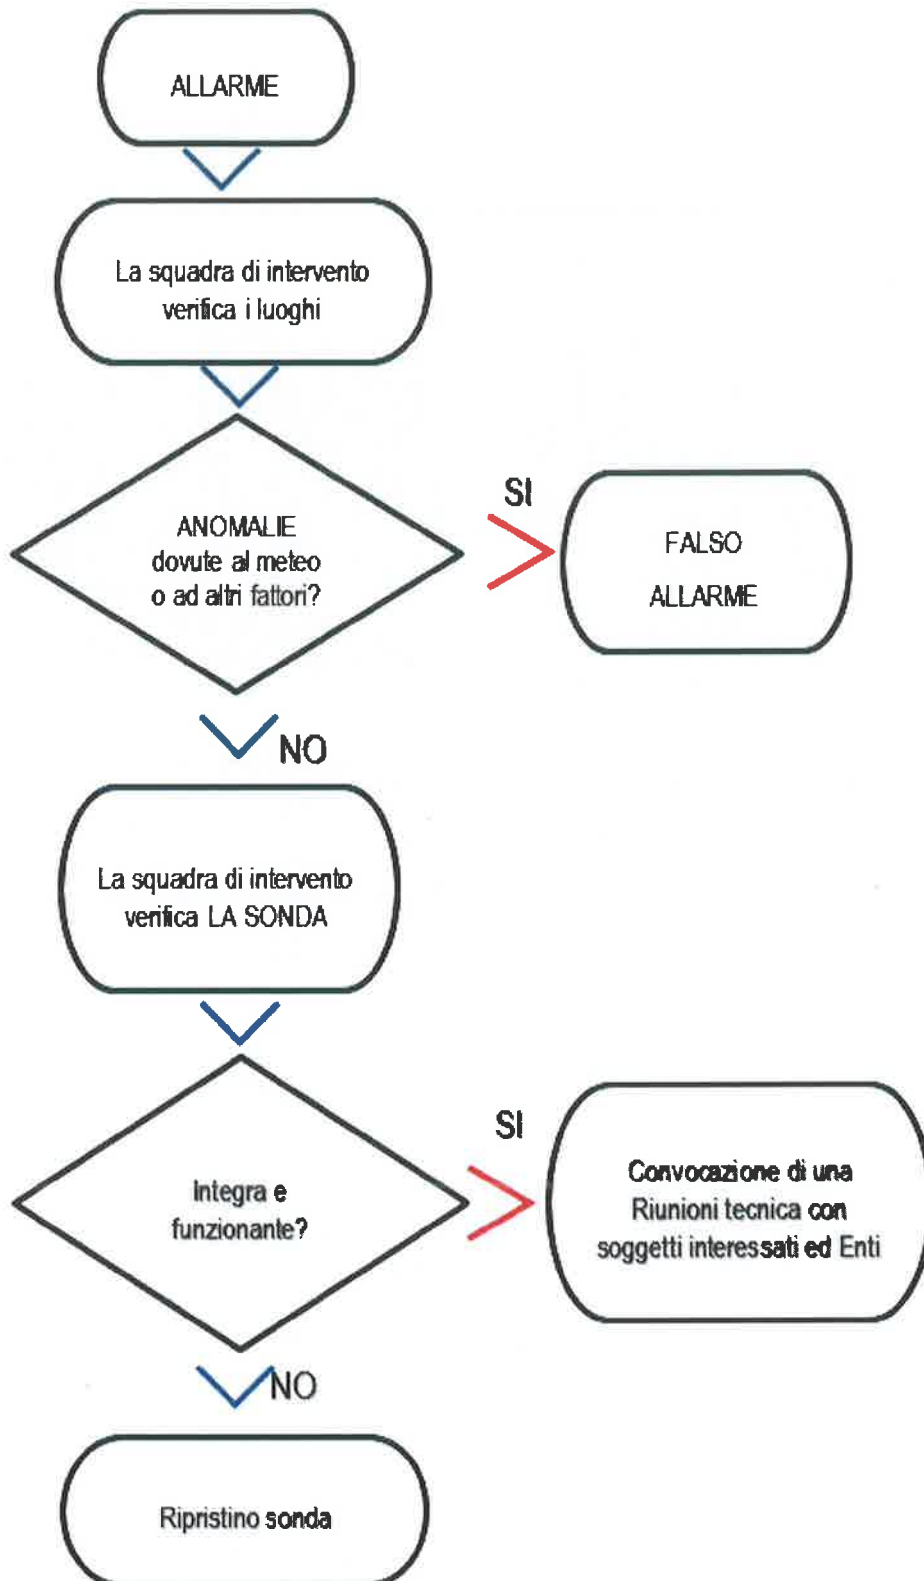 ALLARME
La squadra di intervento
verifica i luoghi
ANOMALIE
dovute al meteo
o ad altri fattori?
SI
FALSO
ALLARME
NO
La squadra di intervento
verifica LA SONDA
Integra e
funzionante?
SI
Convocazione di una
Riunioni tecnica con
soggetti interessati ed Enti
NO
Ripristino sonda